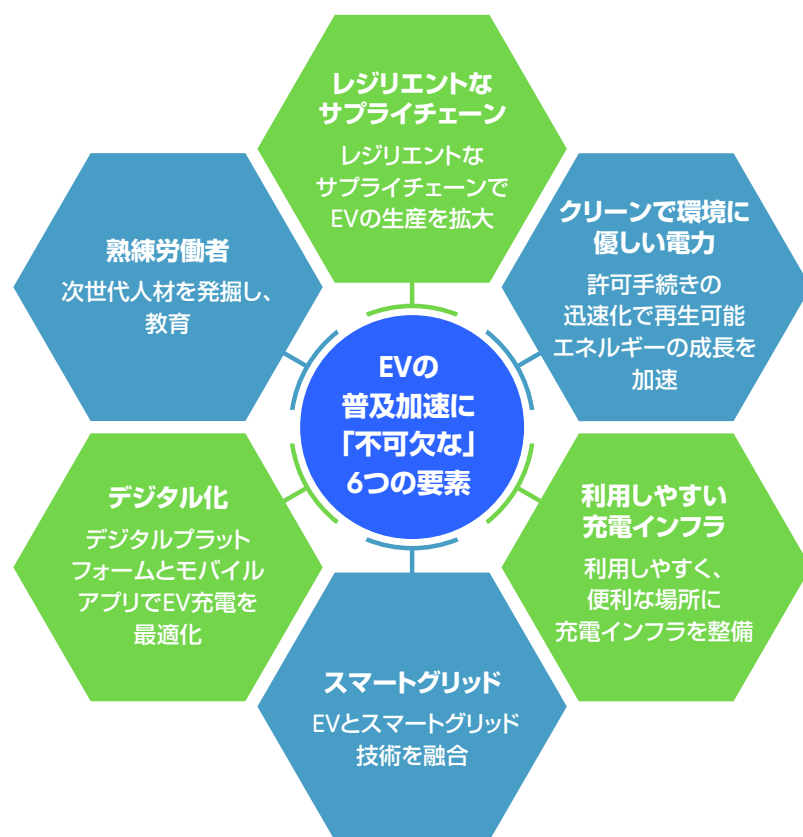 レジリエントな
サプライチェーン
レジリエントな
サプライチェーンで
EVの生産を拡大
クリーンで環境に
優しい電力
許可手続きの
迅速化で再生可能
エネルギーの成長を
加速
利用しやすい
充電インフラ
利用しやすく、
便利な場所に
充電インフラを整備
スマートグリッド
EVとスマートグリッド
技術を融合
デジタル化
デジタルプラット
フォームとモバイル
アプリでEV充電を
最適化
熟練労働者
次世代人材を発掘し、
教育
EVの
普及加速に
「不可欠な」
6つの要素